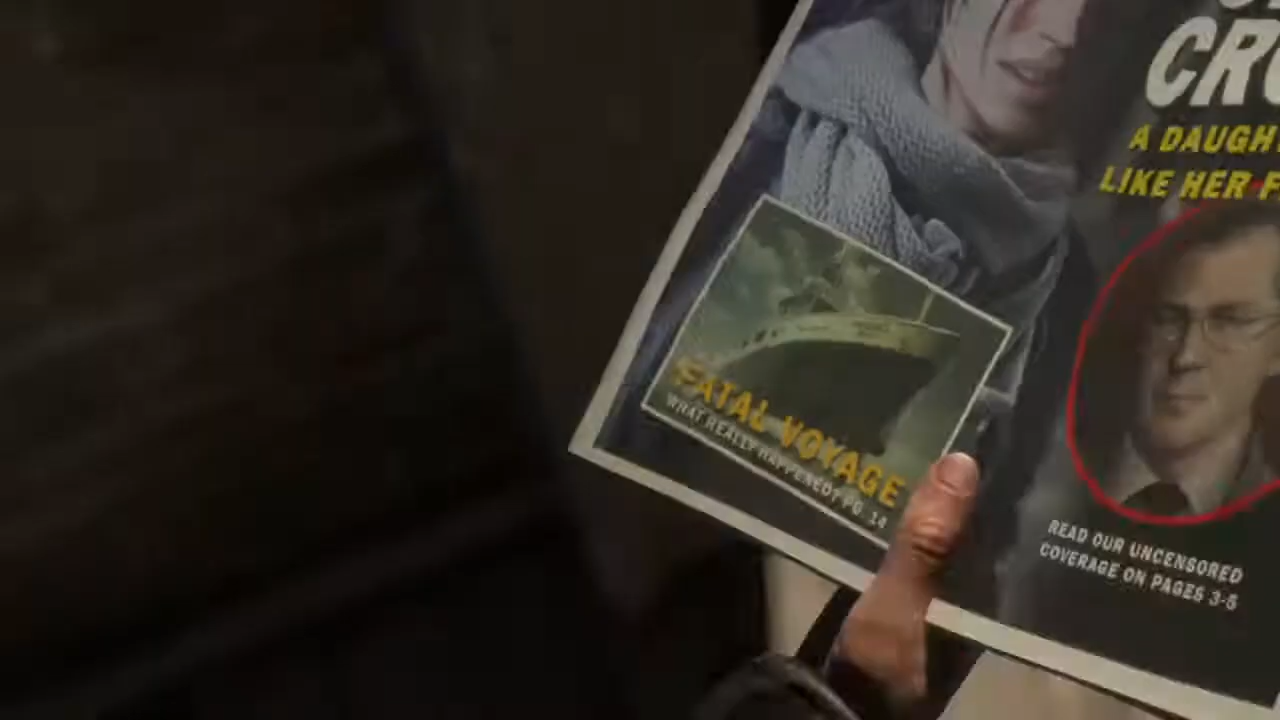 CR
A DAUGH
LIKE HER F
FATAL VOYAGE
WHAT REALLY HAPPENED? PG. 14
READ OUR UNCENSORED
COVERAGE ON PAGES 3-5